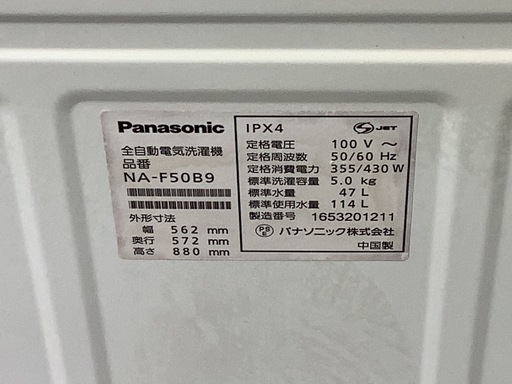 Panasonic
全自動電気洗濯機
品番
NA-F50B9
外形寸法
幅 562 mm
奥行 572 mm
高さ 880 mm
IPX4
S JET
定格電圧 100 V ～
定格周波数 50/60 Hz
定格消費電力 355/430 W
標準洗濯容量 5.0 kg
標準水量 47 L
標準使用水量 114 L
製造番号 1653201211
PS E パナソニック株式会社
中国製